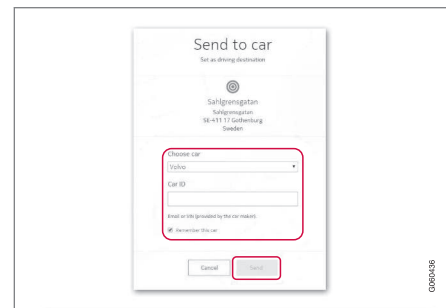 Send to car
Set as driving destination
Sahlgrensgatan
Sahlgrensgatan
SE-411 17 Gothenburg
Sweden
Choose car
Volvo
Car ID
Email or VIN (provided by the car maker)
Remember this car
Cancel
Send
G060436